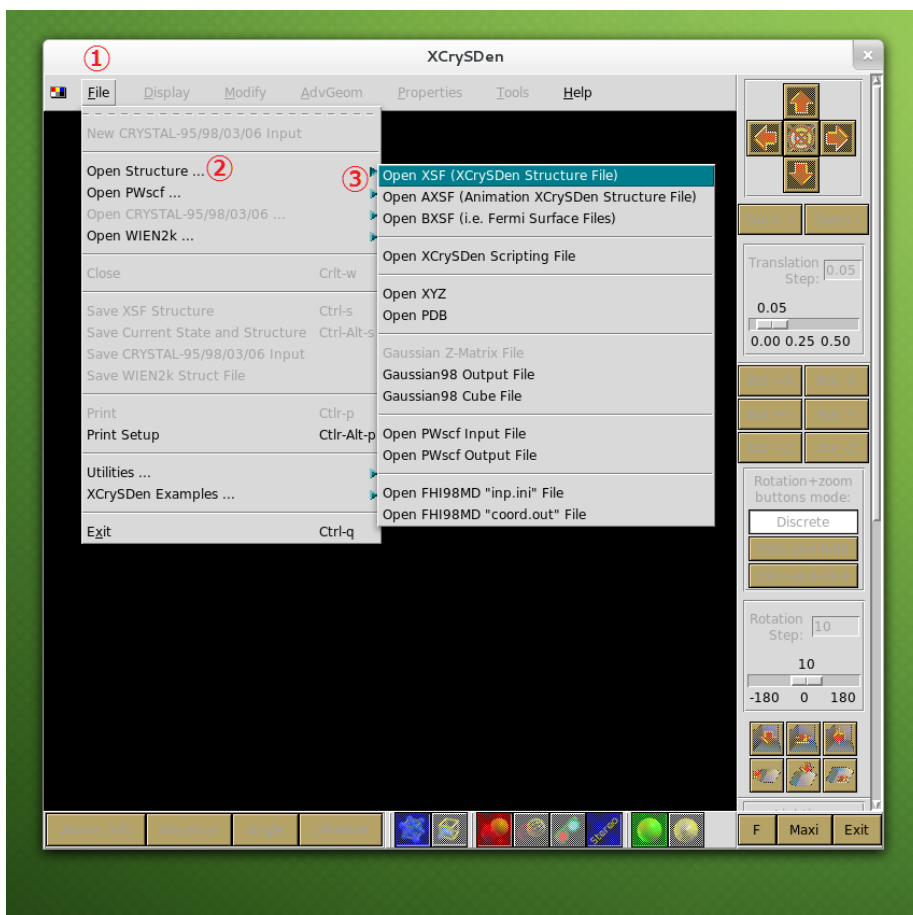 ①
XCrySDen
File Display Modify AdvGeom Properties Tools Help
New CRYSTAL-95/98/03/06 Input
Open Structure ... ②
Open PWscf ...
Open CRYSTAL-95/98/03/06 ...
Open WIEN2k ...
Close Crlt-w
Save XSF Structure Ctrl-s
Save Current State and Structure Ctrl-Alt-s
Save CRYSTAL-95/98/03/06 Input
Save WIEN2k Struct File
Print Ctlr-p
Print Setup Ctlr-Alt-p
Utilities ...
XCrySDen Examples ...
Exit Ctrl-q
③
Open XSF (XCrySDen Structure File)
Open AXSF (Animation XCrySDen Structure File)
Open BXSF (i.e. Fermi Surface Files)
Open XCrySDen Scripting File
Open XYZ
Open PDB
Gaussian Z-Matrix File
Gaussian98 Output File
Gaussian98 Cube File
Open PWscf Input File
Open PWscf Output File
Open FHI98MD "inp.ini" File
Open FHI98MD "coord.out" File
Translation
Step: 0.05
0.05
0.00 0.25 0.50
Rotation+zoom
buttons mode:
Discrete
Rotation
Step: 10
10
-180 0 180
Stereo
F Maxi Exit